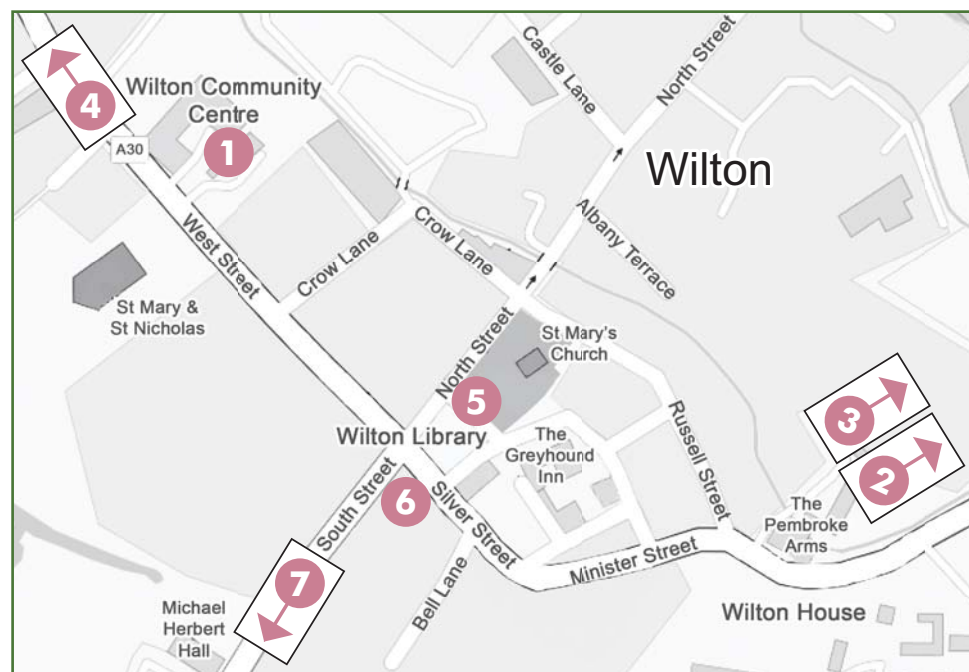 4
Wilton Community
Centre
1
A30
Castle Lane
North Street
Wilton
West Street
Crow Lane
Crow Lane
Albany Terrace
St Mary &
St Nicholas
North Street
St Mary's
Church
5
3
2
Wilton Library
The
Greyhound
Inn
Russell Street
6
South Street
Silver Street
The
Pembroke
Arms
Minister Street
7
Bell Lane
Michael
Herbert
Hall
Wilton House